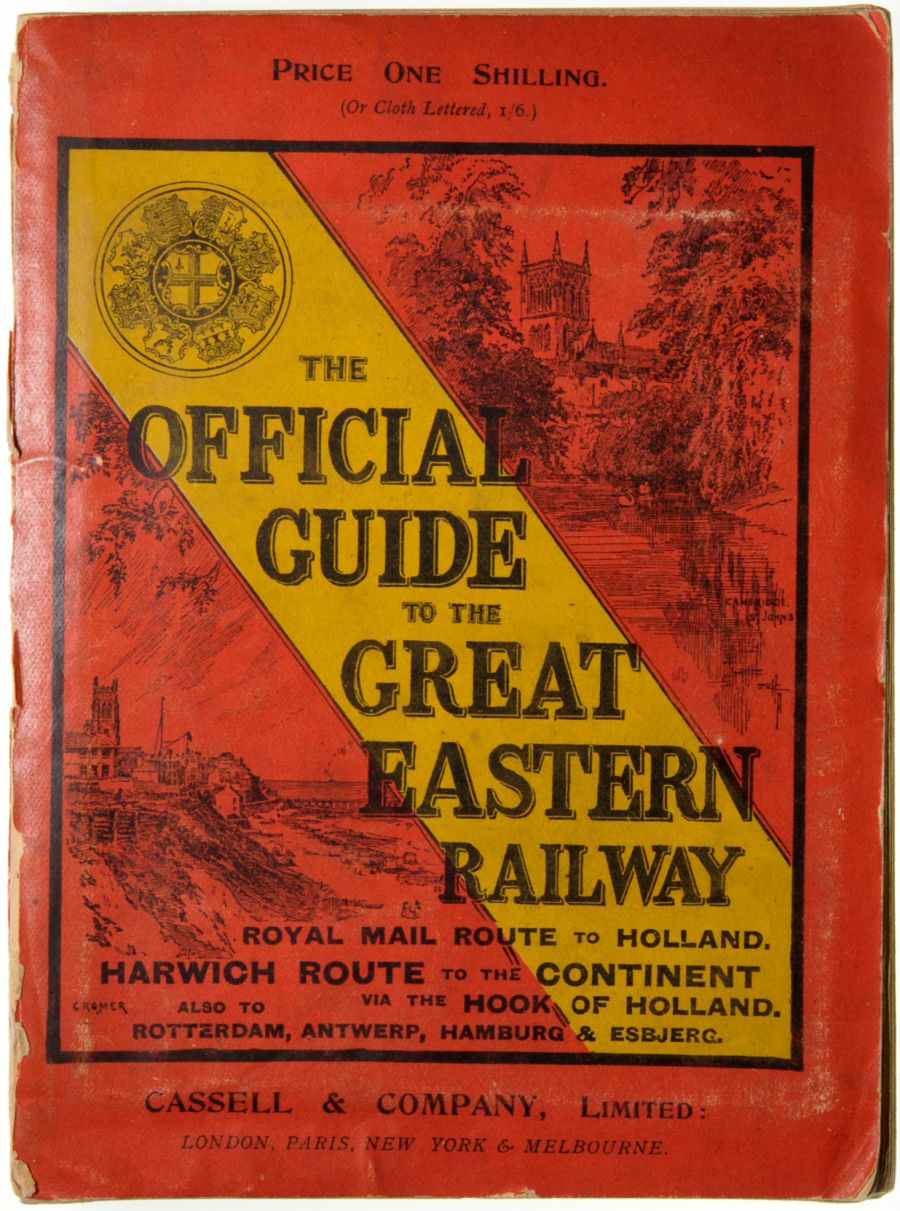 PRICE ONE SHILLING.
(Or Cloth Lettered, 1/6.)
THE
OFFICIAL
GUIDE
TO THE
GREAT
EASTERN
RAILWAY
CAMBRIDGE.
ST JOHNS
ROYAL MAIL ROUTE TO HOLLAND.
HARWICH ROUTE TO THE CONTINENT
VIA THE HOOK OF HOLLAND.
CROMER
ALSO TO
ROTTERDAM, ANTWERP, HAMBURG & ESBJERG.
CASSELL & COMPANY, LIMITED:
LONDON, PARIS, NEW YORK & MELBOURNE.